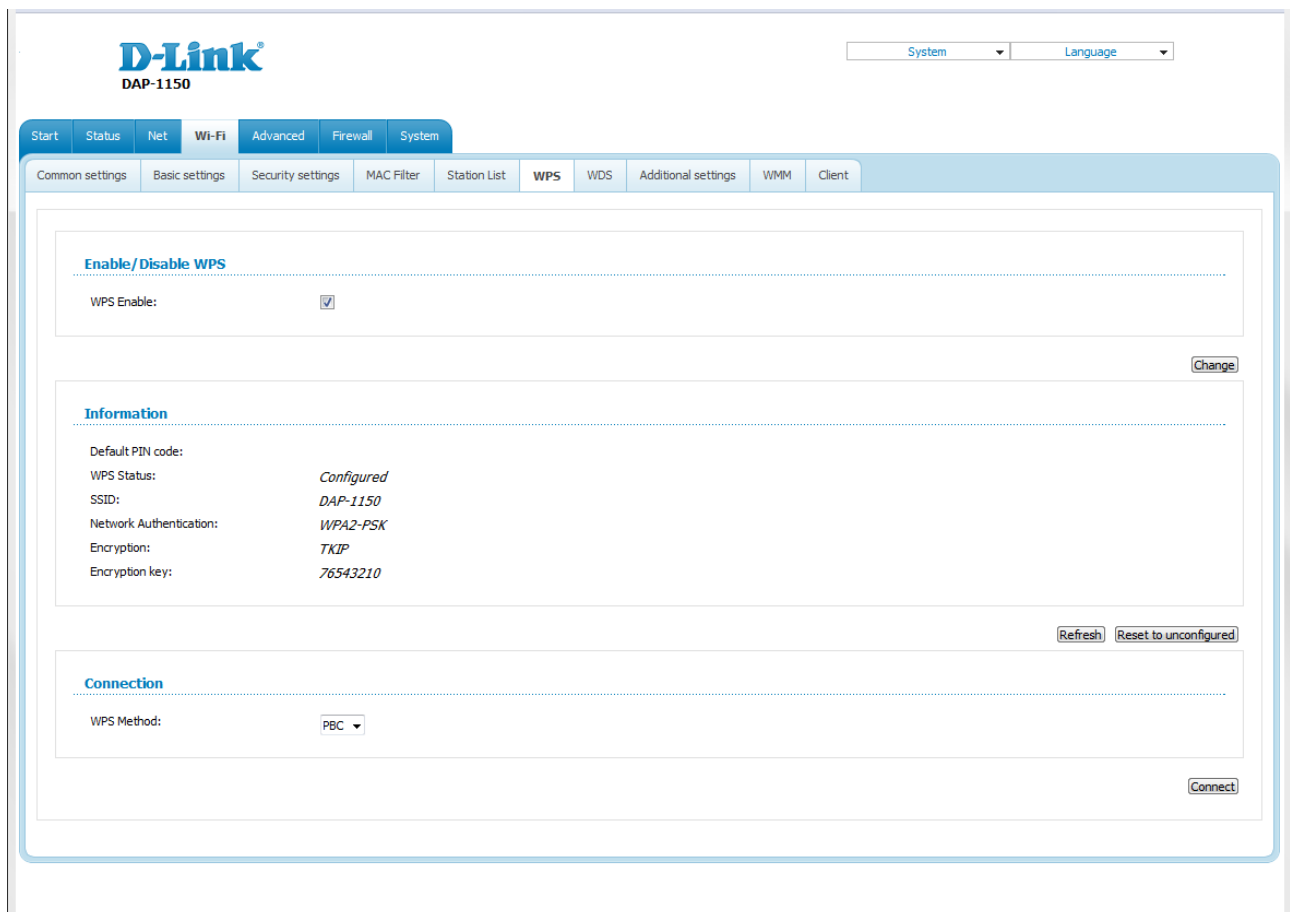 D-Link®
DAP-1150
System Language
Start Status Net Wi-Fi Advanced Firewall System
Common settings Basic settings Security settings MAC Filter Station List WPS WDS Additional settings WMM Client
Enable/Disable WPS
WPS Enable:
Change
Information
Default PIN code:
WPS Status: Configured
SSID: DAP-1150
Network Authentication: WPA2-PSK
Encryption: TKIP
Encryption key: 76543210
Refresh Reset to unconfigured
Connection
WPS Method: PBC
Connect